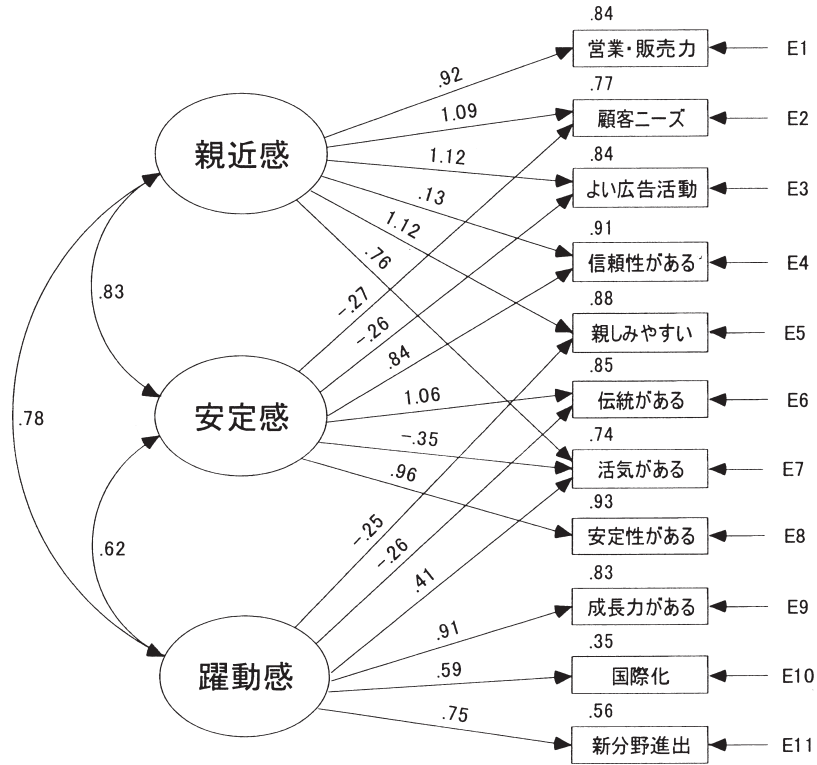 .84
営業・販売力
E1
.92
.77
顧客ニーズ
E2
1.09
親近感
.84
よい広告活動
E3
1.12
.13
.91
信頼性がある
E4
1.12
.76
.83
-.27
.88
親しみやすい
E5
-.26
.84
.85
伝統がある
E6
安定感
1.06
.78
-.35
.74
活気がある
E7
.96
.93
安定性がある
E8
-.25
.62
-.26
.41
.83
成長力がある
E9
.91
.35
国際化
E10
躍動感
.59
.56
新分野進出
E11
.75